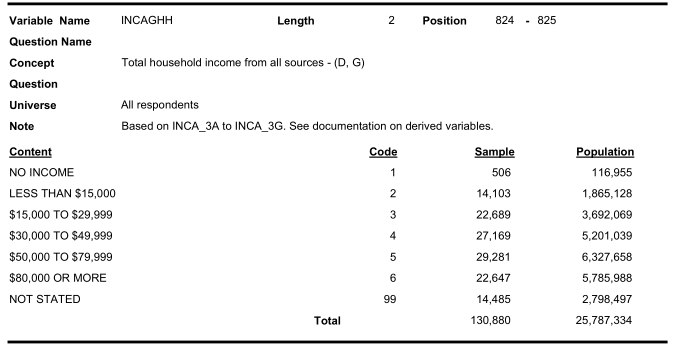 Variable Name INCAGHH Length 2 Position 824 - 825
Question Name
Concept Total household income from all sources - (D, G)
Question
Universe All respondents
Note Based on INCA_3A to INCA_3G. See documentation on derived variables.
Content Code Sample Population
NO INCOME 1 506 116,955
LESS THAN $15,000 2 14,103 1,865,128
$15,000 TO $29,999 3 22,689 3,692,069
$30,000 TO $49,999 4 27,169 5,201,039
$50,000 TO $79,999 5 29,281 6,327,658
$80,000 OR MORE 6 22,647 5,785,988
NOT STATED 99 14,485 2,798,497
Total 130,880 25,787,334